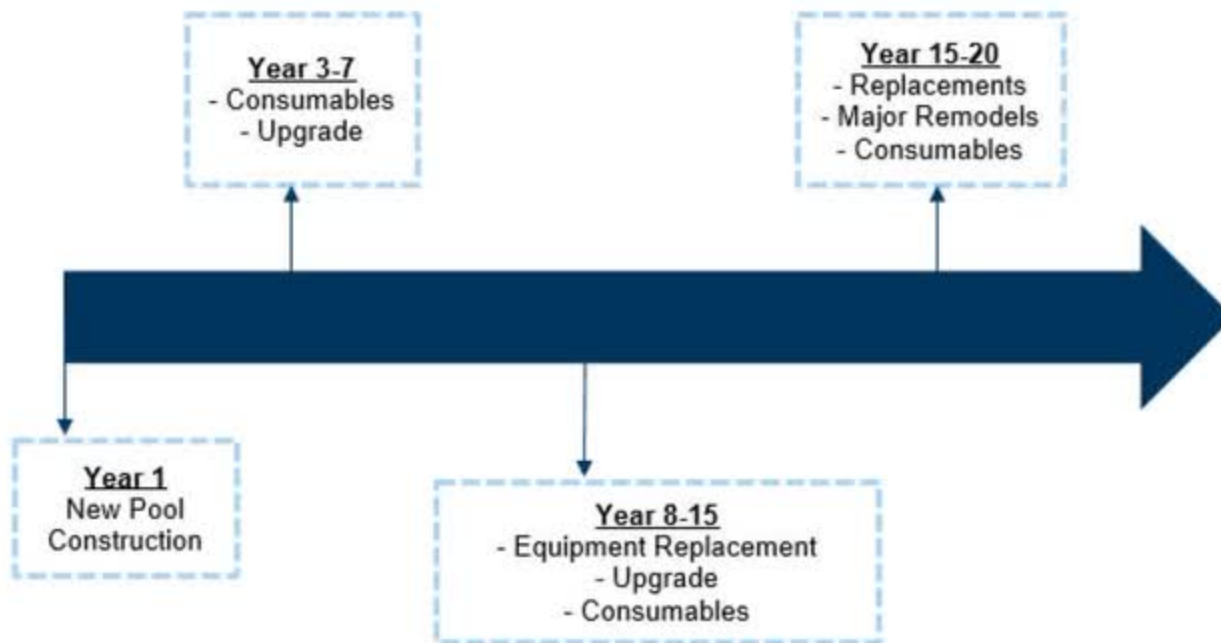 Year 3-7
- Consumables
- Upgrade
Year 15-20
- Replacements
- Major Remodels
- Consumables
Year 1
New Pool
Construction
Year 8-15
- Equipment Replacement
- Upgrade
- Consumables